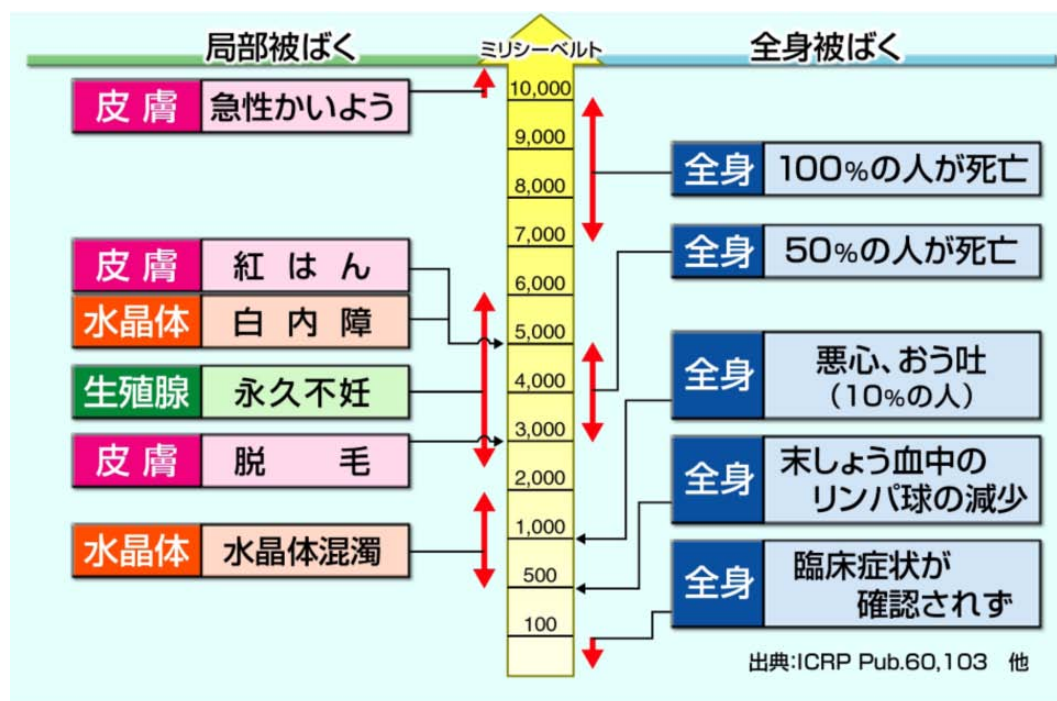 局部被ばく
ミリシーベルト
全身被ばく
皮膚 急性かいよう
皮膚 紅はん
水晶体 白内障
生殖腺 永久不妊
皮膚 脱毛
水晶体 水晶体混濁
10,000
9,000
8,000
7,000
6,000
5,000
4,000
3,000
2,000
1,000
500
100
全身 100%の人が死亡
全身 50%の人が死亡
全身 悪心、おう吐
(10%の人)
全身 末しょう血中の
リンパ球の減少
全身 臨床症状が
確認されず
出典:ICRP Pub.60,103 他